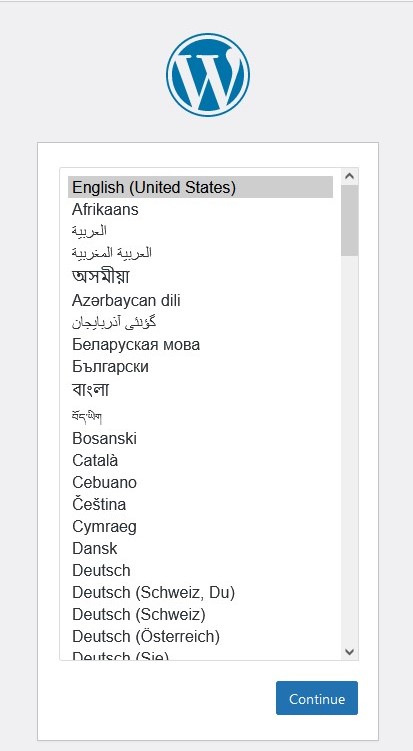 English (United States)
Afrikaans
العربية
العربية المغربية
অসমীয়া
Azərbaycan dili
گؤنئی آذربایجان
Беларуская мова
Български
বাংলা
བོད་ཡིག
Bosanski
Català
Cebuano
Čeština
Cymraeg
Dansk
Deutsch
Deutsch (Schweiz, Du)
Deutsch (Schweiz)
Deutsch (Österreich)
Deutsch (Sie)
Continue